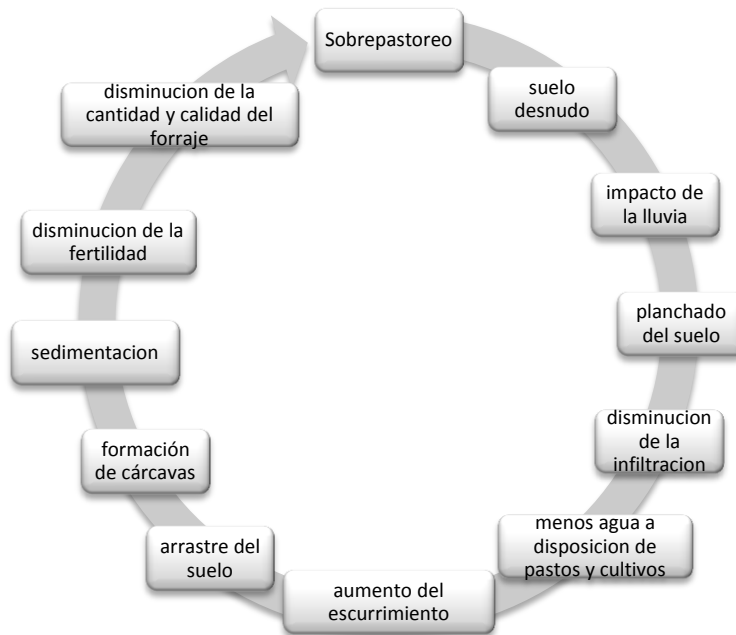 Sobrepastoreo
suelo
desnudo
impacto de
la lluvia
planchado
del suelo
disminucion
de la
infiltracion
menos agua a
disposicion de
pastos y cultivos
aumento del
escurrimiento
arrastre del
suelo
formación
de cárcavas
sedimentacion
disminucion de la
fertilidad
disminucion de la
cantidad y calidad del
forraje